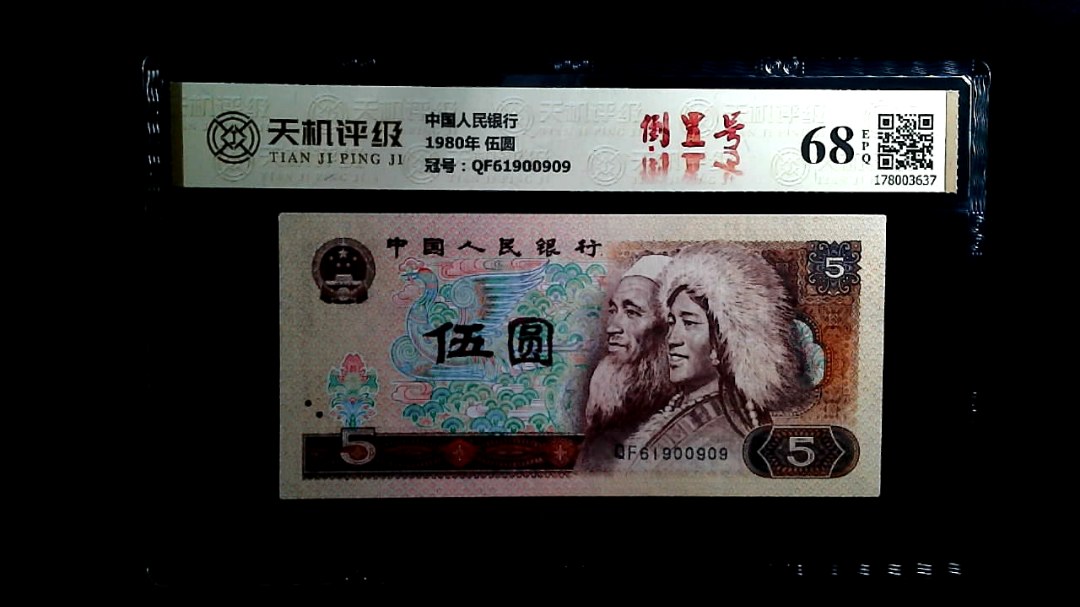 天机评级
TIAN JI PING JI
中国人民银行
1980年 伍圆
冠号：QF61900909
倒置号
68
EPQ
178003637
中国人民银行
5
伍圆
5
QF61900909
5